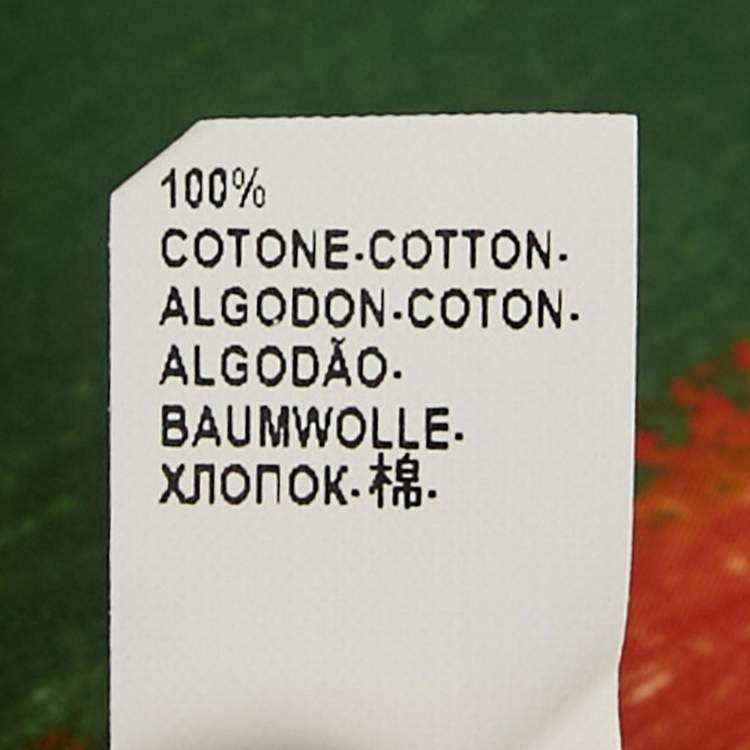 100%
COTONE·COTTON·
ALGODON·COTON·
ALGODÃO·
BAUMWOLLE·
ХЛОПОК·棉·